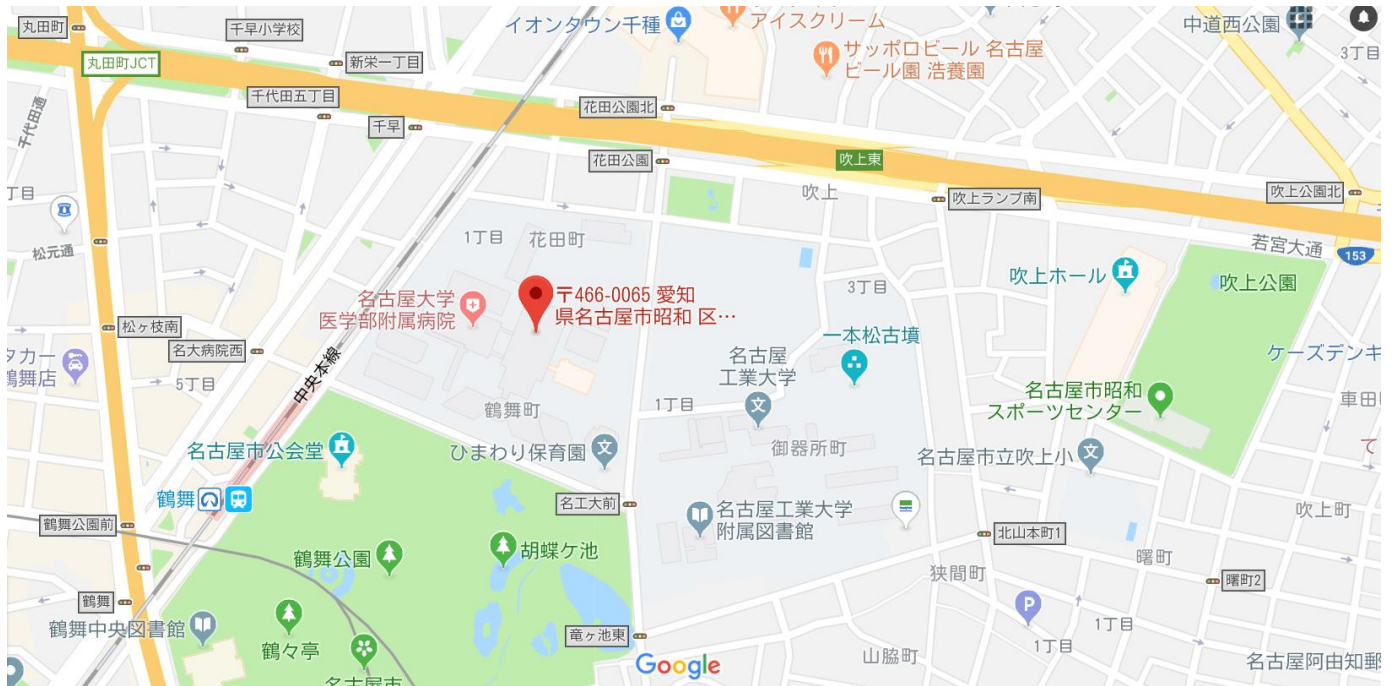 丸田町
千早小学校
イオンタウン千種
アイスクリーム
中道西公園
丸田町JCT
新栄一丁目
サッポロビール 名古屋
ビール園 浩養園
3丁目
千代田五丁目
千代田通
千早
花田公園北
花田公園
吹上東
吹上
吹上ランプ南
吹上公園北
丁目
松元通
1丁目
花田町
若宮大通
153
吹上ホール
吹上公園
3丁目
名古屋大学
医学部附属病院
〒466-0065 愛知
県名古屋市昭和 区…
松ヶ枝南
名大病院西
中央本線
一本松古墳
名古屋
工業大学
ケーズデンキ
タカー
鶴舞店
5丁目
鶴舞町
1丁目
名古屋市昭和
スポーツセンター
車田
名古屋市公会堂
ひまわり保育園
御器所町
名古屋市立吹上小
て
鶴舞
名工大前
名古屋工業大学
附属図書館
吹上町
鶴舞公園前
北山本町1
鶴舞公園
胡蝶ケ池
狭間町
曙町
曙町2
鶴舞
P
鶴舞中央図書館
鶴々亭
竜ヶ池東
1丁目
1丁目
Google
山脇町
名古屋阿由知郵
名古屋市